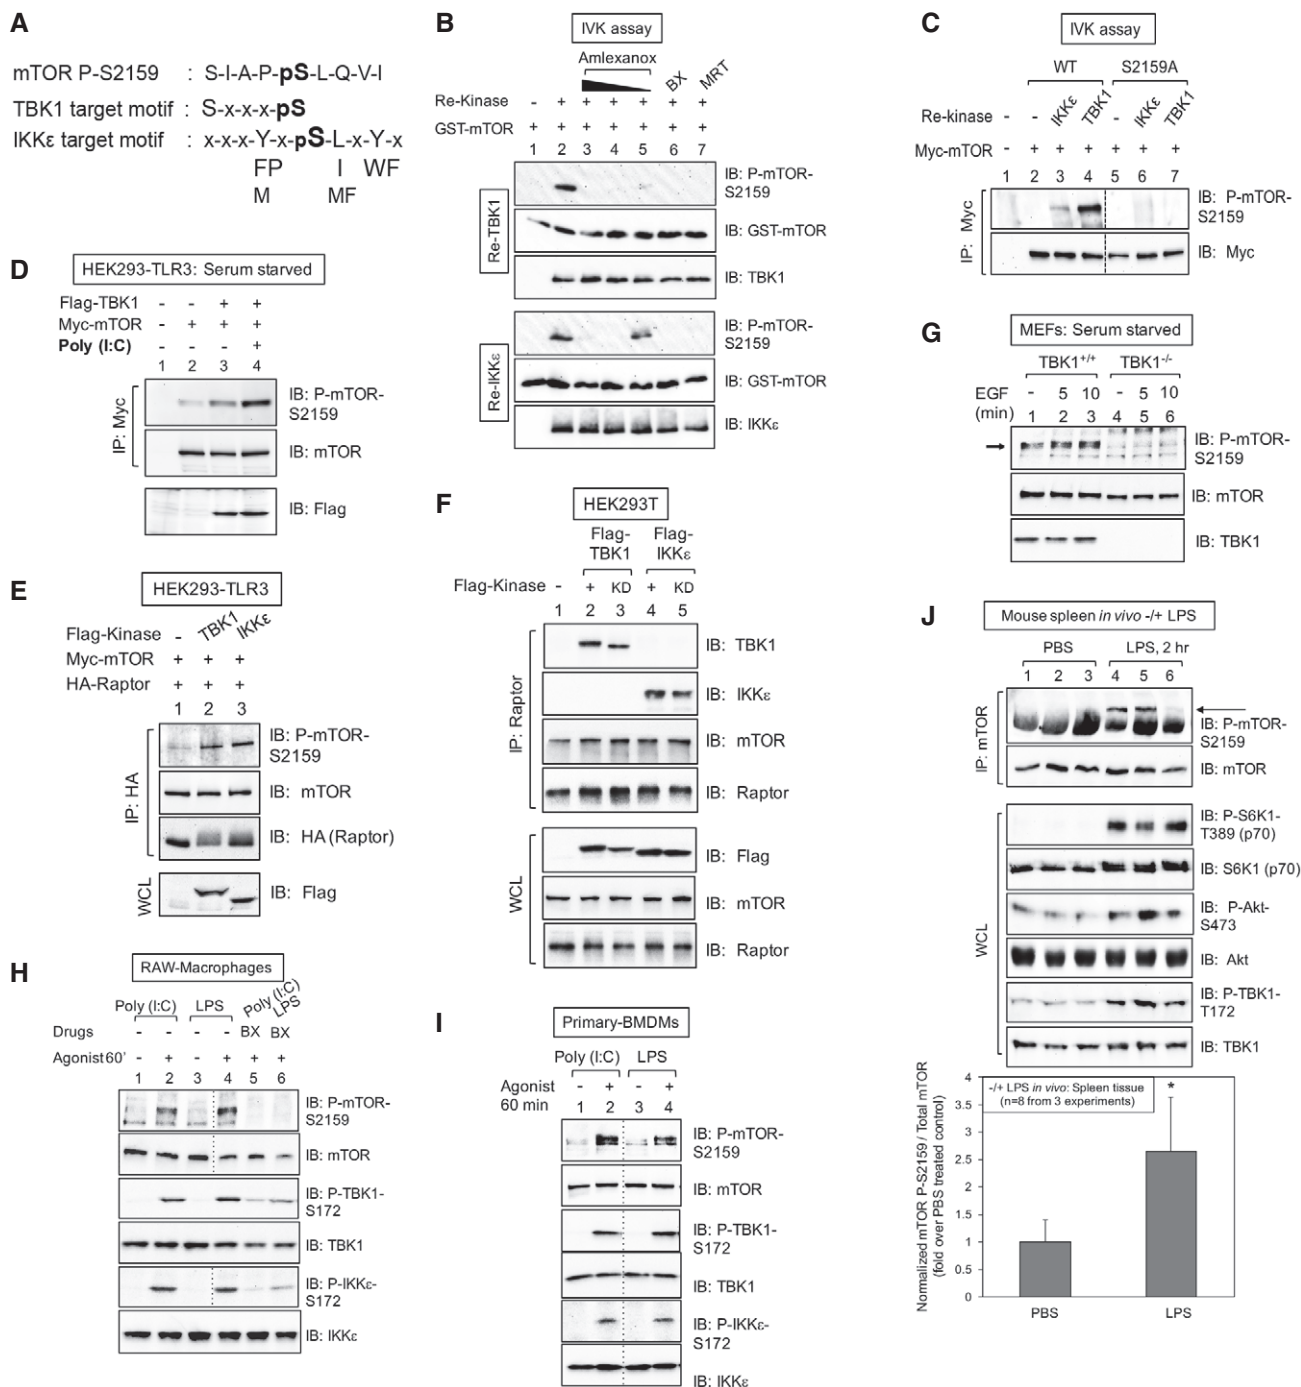 A
mTOR P-S2159 : S-I-A-P-pS-L-Q-V-I
TBK1 target motif : S-x-x-x-pS
IKKε target motif : x-x-x-Y-x-pS-L-x-Y-x
FP I WF
M MF
B
IVK assay
Amlexanox BX MRT
Re-Kinase - + + + + + +
GST-mTOR + + + + + + +
1 2 3 4 5 6 7
Re-TBK1
IB: P-mTOR-
S2159
IB: GST-mTOR
IB: TBK1
Re-IKKε
IB: P-mTOR-
S2159
IB: GST-mTOR
IB: IKKε
C
IVK assay
WT S2159A
Re-kinase - - IKKε TBK1 - IKKε TBK1
Myc-mTOR - + + + + + +
1 2 3 4 5 6 7
IP: Myc
IB: P-mTOR-
S2159
IB: Myc
D
HEK293-TLR3: Serum starved
Flag-TBK1 - - + +
Myc-mTOR - + + +
Poly (I:C) +
1 2 3 4
IP: Myc
IB: P-mTOR-
S2159
IB: mTOR
IB: Flag
E
HEK293-TLR3
Flag-Kinase - TBK1 IKKε
Myc-mTOR + + +
HA-Raptor + + +
1 2 3
IP: HA
IB: P-mTOR-
S2159
IB: mTOR
IB: HA (Raptor)
WCL
IB: Flag
F
HEK293T
Flag- Flag-
TBK1 IKKε
Flag-Kinase - + KD + KD
1 2 3 4 5
IP: Raptor
IB: TBK1
IB: IKKε
IB: mTOR
IB: Raptor
WCL
IB: Flag
IB: mTOR
IB: Raptor
G
MEFs: Serum starved
TBK1+/+ TBK1-/-
EGF - 5 10 - 5 10
(min) 1 2 3 4 5 6
IB: P-mTOR-
S2159
IB: mTOR
IB: TBK1
H
RAW-Macrophages
Poly (I:C) LPS Poly (I:C) LPS
Drugs - - - - BX BX
Agonist 60' - + - + + +
1 2 3 4 5 6
IB: P-mTOR-
S2159
IB: mTOR
IB: P-TBK1-
S172
IB: TBK1
IB: P-IKKε-
S172
IB: IKKε
I
Primary-BMDMs
Poly (I:C) LPS
Agonist - + - +
60 min 1 2 3 4
IB: P-mTOR-
S2159
IB: mTOR
IB: P-TBK1-
S172
IB: TBK1
IB: P-IKKε-
S172
IB: IKKε
J
Mouse spleen in vivo -/+ LPS
PBS LPS, 2 hr
1 2 3 4 5 6
IP: mTOR
IB: P-mTOR-
S2159
IB: mTOR
WCL
IB: P-S6K1-
T389 (p70)
IB: S6K1 (p70)
IB: P-Akt-
S473
IB: Akt
IB: P-TBK1-
T172
IB: TBK1
Normalized mTOR P-S2159 / Total mTOR
(fold over PBS treated control)
4
3.5
3
2.5
2
1.5
1
0.5
0
-/+ LPS in vivo: Spleen tissue
(n=8 from 3 experiments)
*
PBS LPS